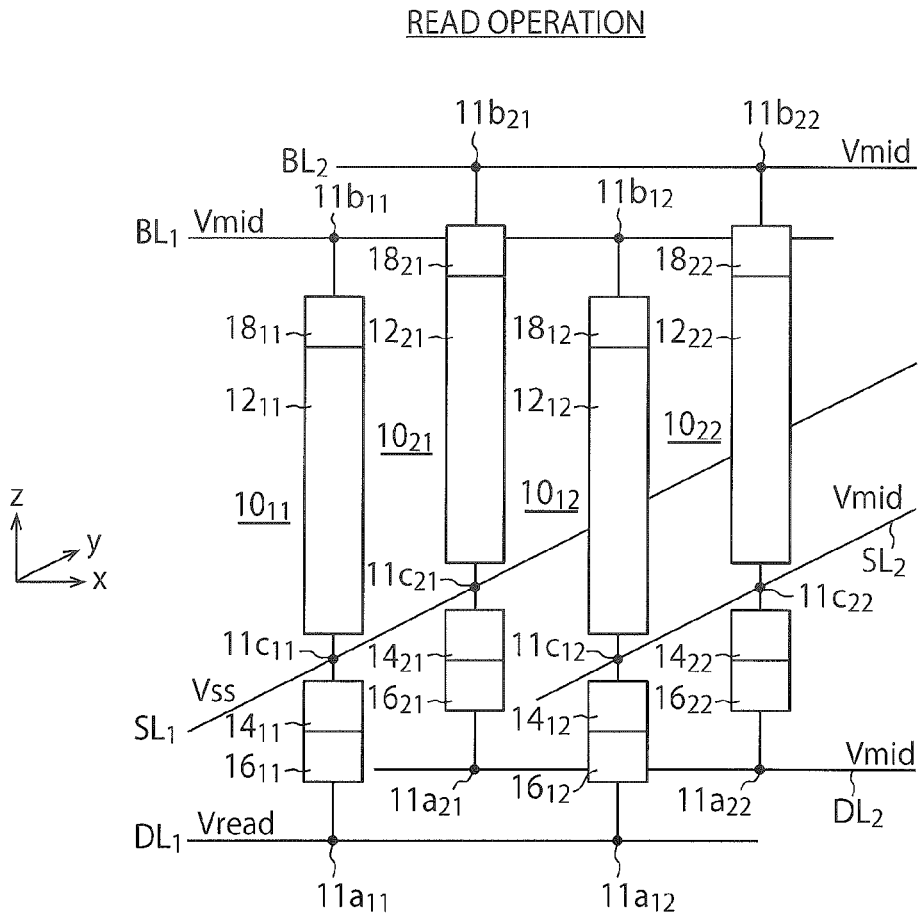 READ OPERATION
11b21 11b22
BL2 Vmid
11b11 11b12
BL1 Vmid
1821 1822
1811 1221 1812 1222
1211 1212
1021 1022
1011 1012 Vmid
z
y
x
SL2
11c21 11c22
11c11 11c12
1421 1422
Vss
1621 1622
SL1 1411 1412
1611 1612 Vmid
11a21 11a22
DL2
DL1 Vread
11a11 11a12